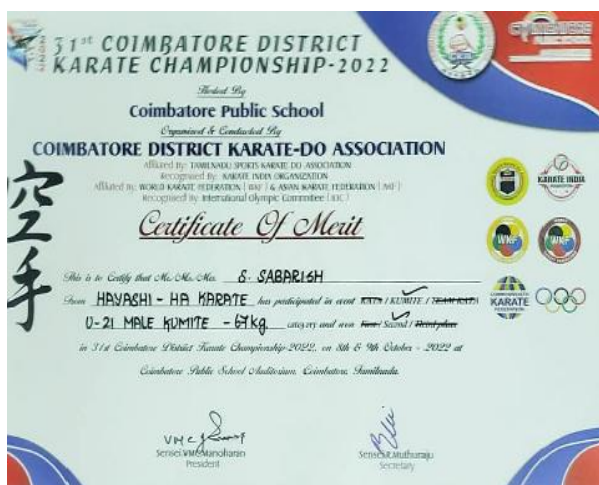 31st COIMBATORE DISTRICT
KARATE CHAMPIONSHIP-2022
Hosted By
Coimbatore Public School
Organized & Conducted By
COIMBATORE DISTRICT KARATE-DO ASSOCIATION
Affiliated By: TAMILNADU SPORTS KARATE DO ASSOCIATION
Recognised By: KARATE INDIA ORGANIZATION
Affiliated By: WORLD KARATE FEDERATION (WKF) & ASIAN KARATE FEDERATION (AKF)
Recognised By: International Olympic Committee (IOC)
空手
Certificate Of Merit
KARATE INDIA
WKF
This is to Certify that Mr./Ms./Mrs. S. SABARISH
From HAYASHI - HA KARATE has participated in event KATA / KUMITE / TEAM KATA
COMMONWEALTH
KARATE
FEDERATION
U-21 MALE KUMITE - 67kg category and won First / Second / Third place
in 31st Coimbatore District Karate Championship-2022, on 8th & 9th October - 2022 at
Coimbatore Public School Auditorium, Coimbatore, Tamilnadu.
Sensei.VMC Manoharan
President
Sensei.R.Muthuraju
Secretary